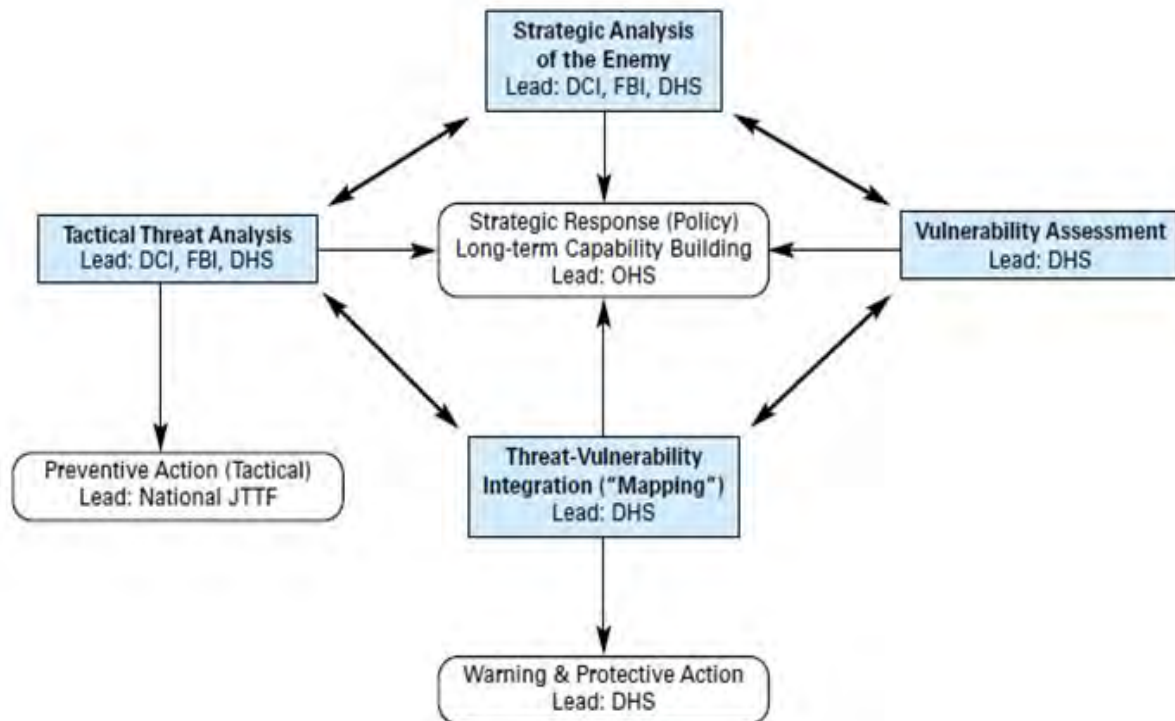 Strategic Analysis
of the Enemy
Lead: DCI, FBI, DHS
Tactical Threat Analysis
Lead: DCI, FBI, DHS
Strategic Response (Policy)
Long-term Capability Building
Lead: OHS
Vulnerability Assessment
Lead: DHS
Preventive Action (Tactical)
Lead: National JTTF
Threat-Vulnerability
Integration (“Mapping”)
Lead: DHS
Warning & Protective Action
Lead: DHS